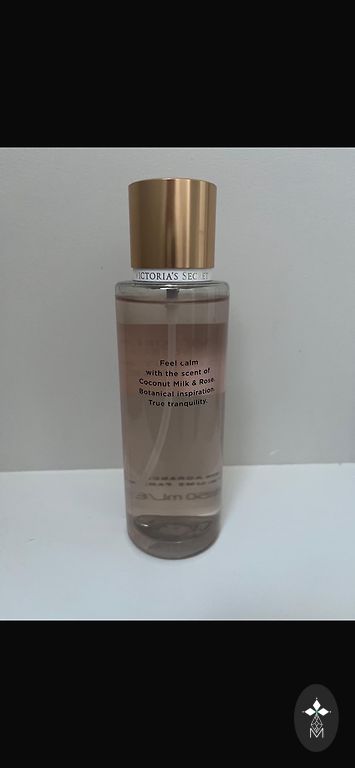 VICTORIA'S SECRET
Feel calm
with the scent of
Coconut Milk & Rose.
Botanical inspiration.
True tranquility.
M